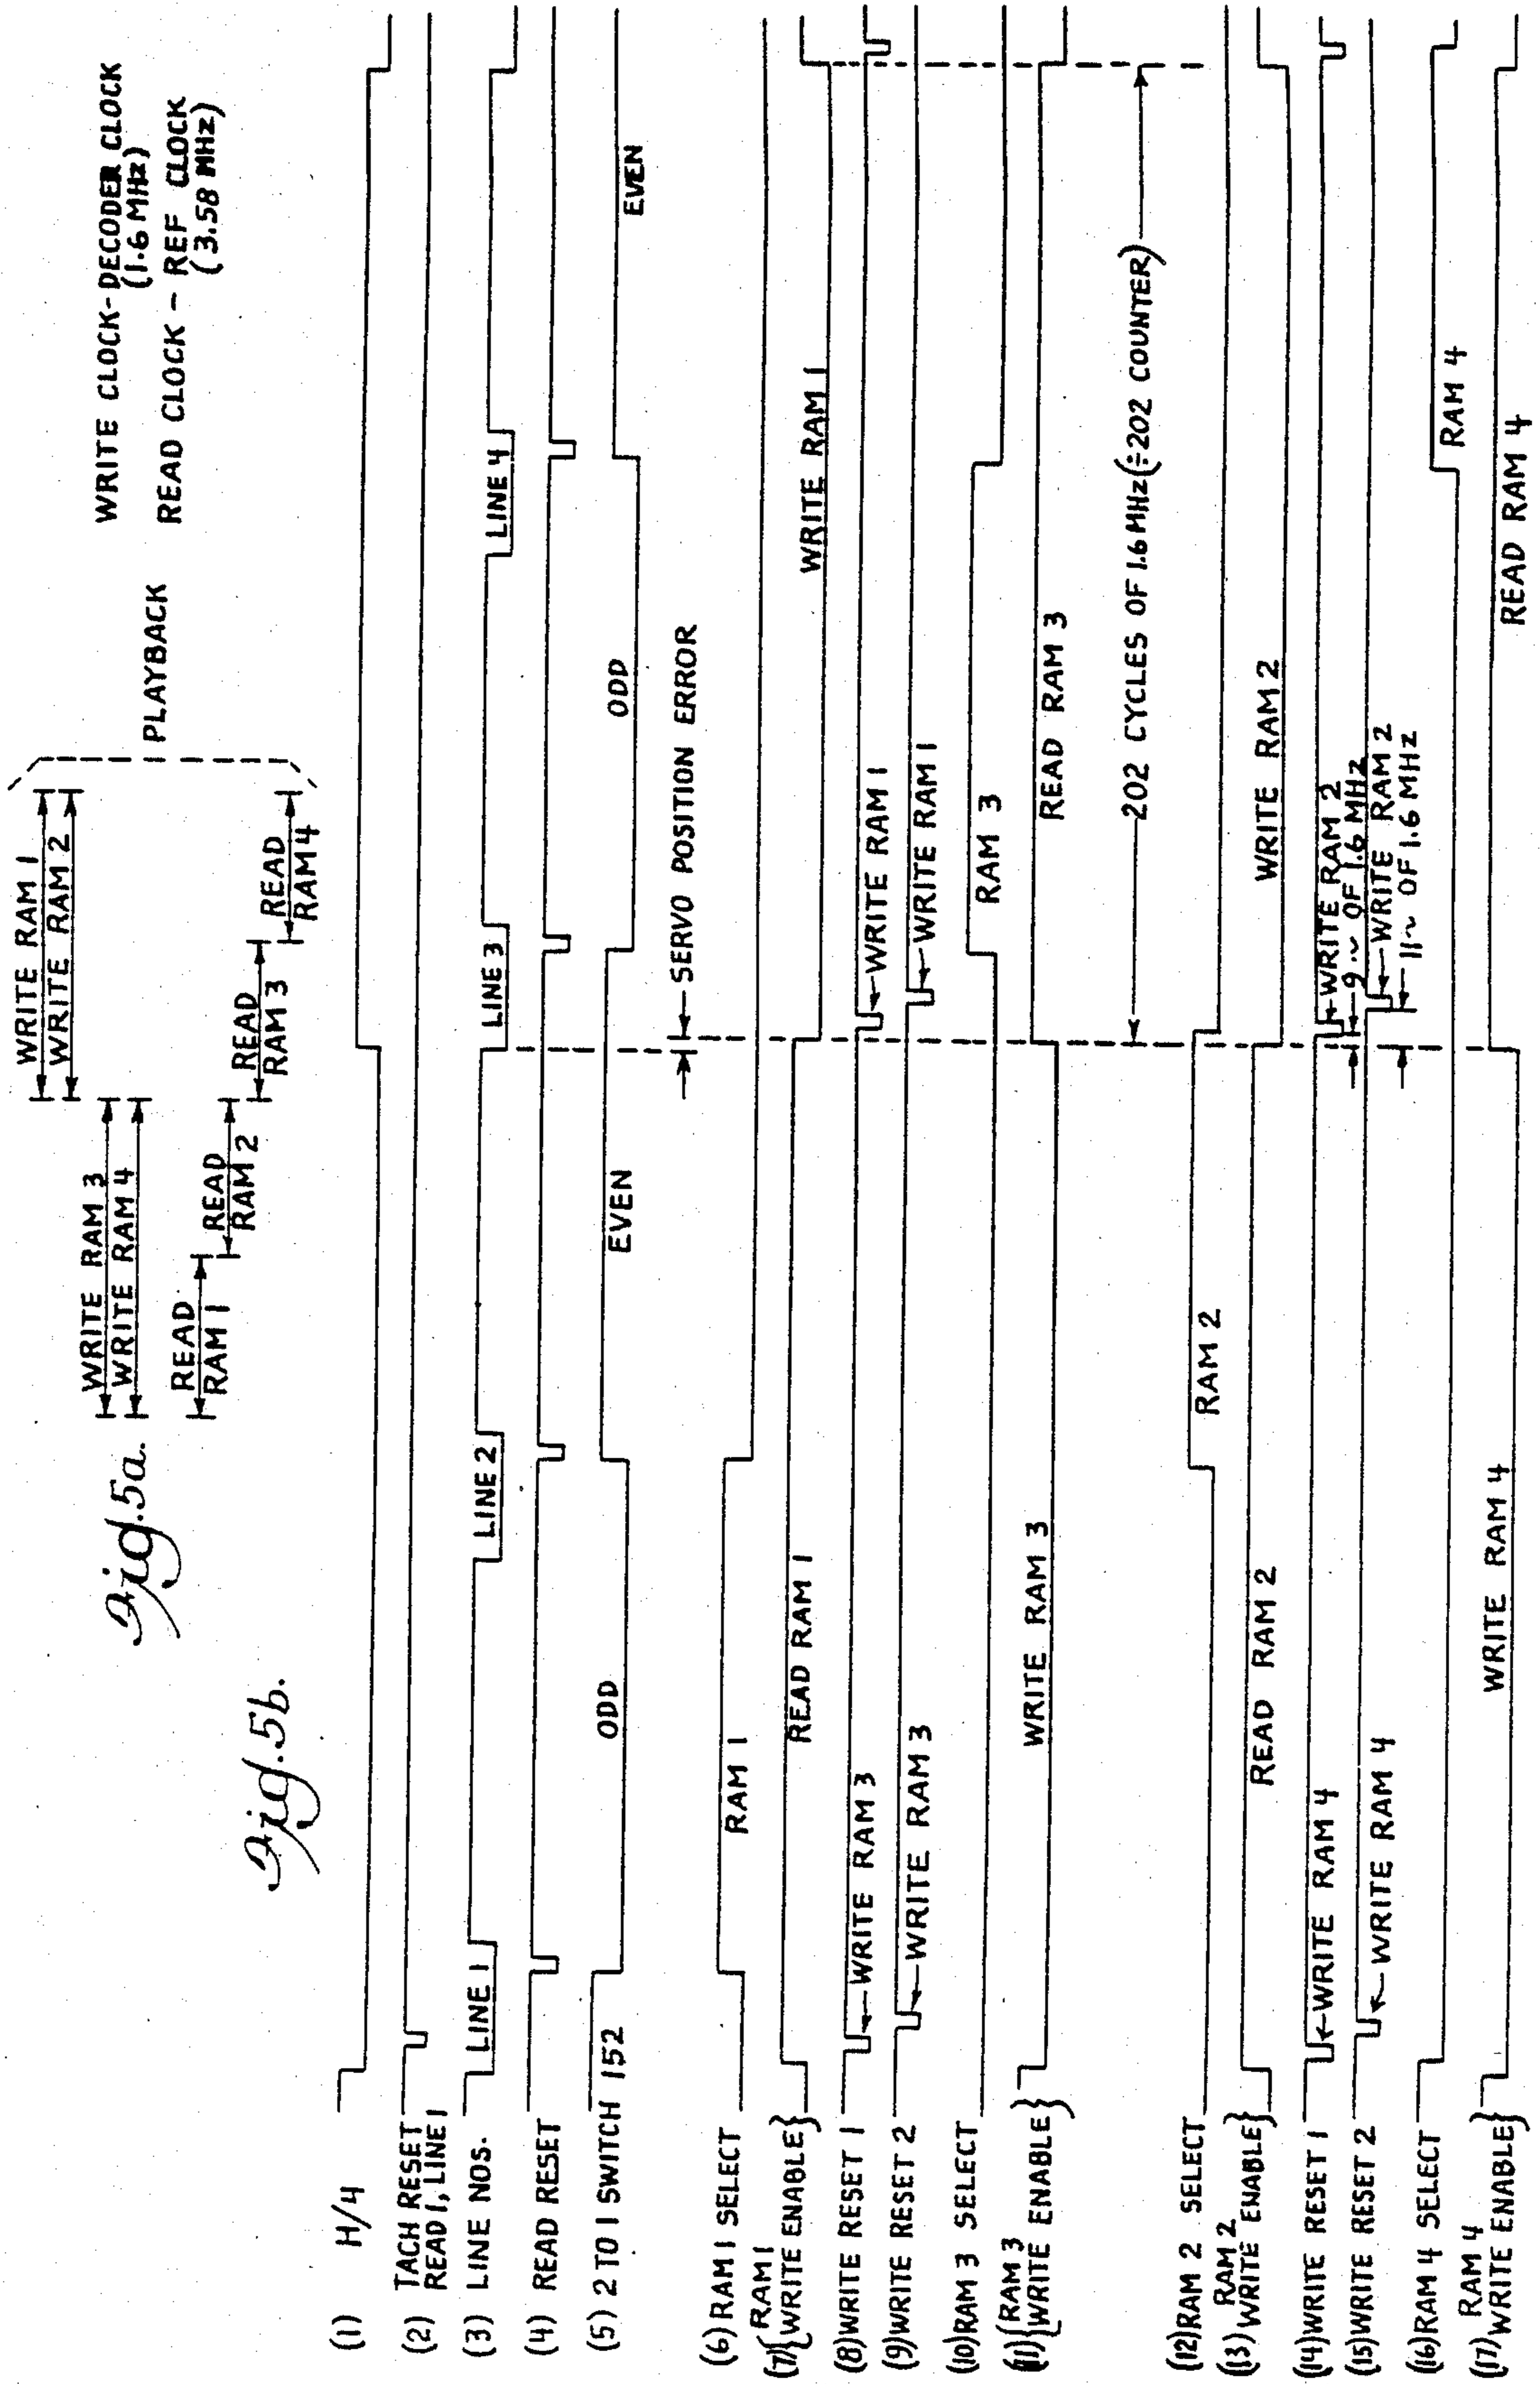 Fig. 5a.
WRITE RAM 3
WRITE RAM 4
WRITE RAM 1
WRITE RAM 2
READ
RAM 1
READ
RAM 2
READ
RAM 3
READ
RAM 4
PLAYBACK
WRITE CLOCK-DECODER CLOCK
(1.6 MHz)
READ CLOCK - REF CLOCK
(3.58 MHz)
Fig. 5b.
(1) H/4
(2) TACH RESET
READ 1, LINE 1
(3) LINE NOS.
LINE 1
LINE 2
LINE 3
LINE 4
(4) READ RESET
(5) 2 TO 1 SWITCH 152
ODD
EVEN
ODD
EVEN
SERVO POSITION ERROR
(6) RAM 1 SELECT
RAM 1
(7) { RAM 1
WRITE ENABLE }
READ RAM 1
WRITE RAM 1
(8) WRITE RESET 1
WRITE RAM 3
WRITE RAM 1
(9) WRITE RESET 2
WRITE RAM 3
WRITE RAM 1
(10) RAM 3 SELECT
RAM 3
(11) { RAM 3
WRITE ENABLE }
WRITE RAM 3
READ RAM 3
202 CYCLES OF 1.6 MHz (÷202 COUNTER)
(12) RAM 2 SELECT
RAM 2
RAM 2
(13) WRITE ENABLE }
READ RAM 2
WRITE RAM 2
(14) WRITE RESET 1
WRITE RAM 4
WRITE RAM 2
9 ~ OF 1.6 MHz
(15) WRITE RESET 2
WRITE RAM 4
WRITE RAM 2
11 ~ OF 1.6 MHz
(16) RAM 4 SELECT
RAM 4
RAM 4
(17) WRITE ENABLE }
WRITE RAM 4
READ RAM 4